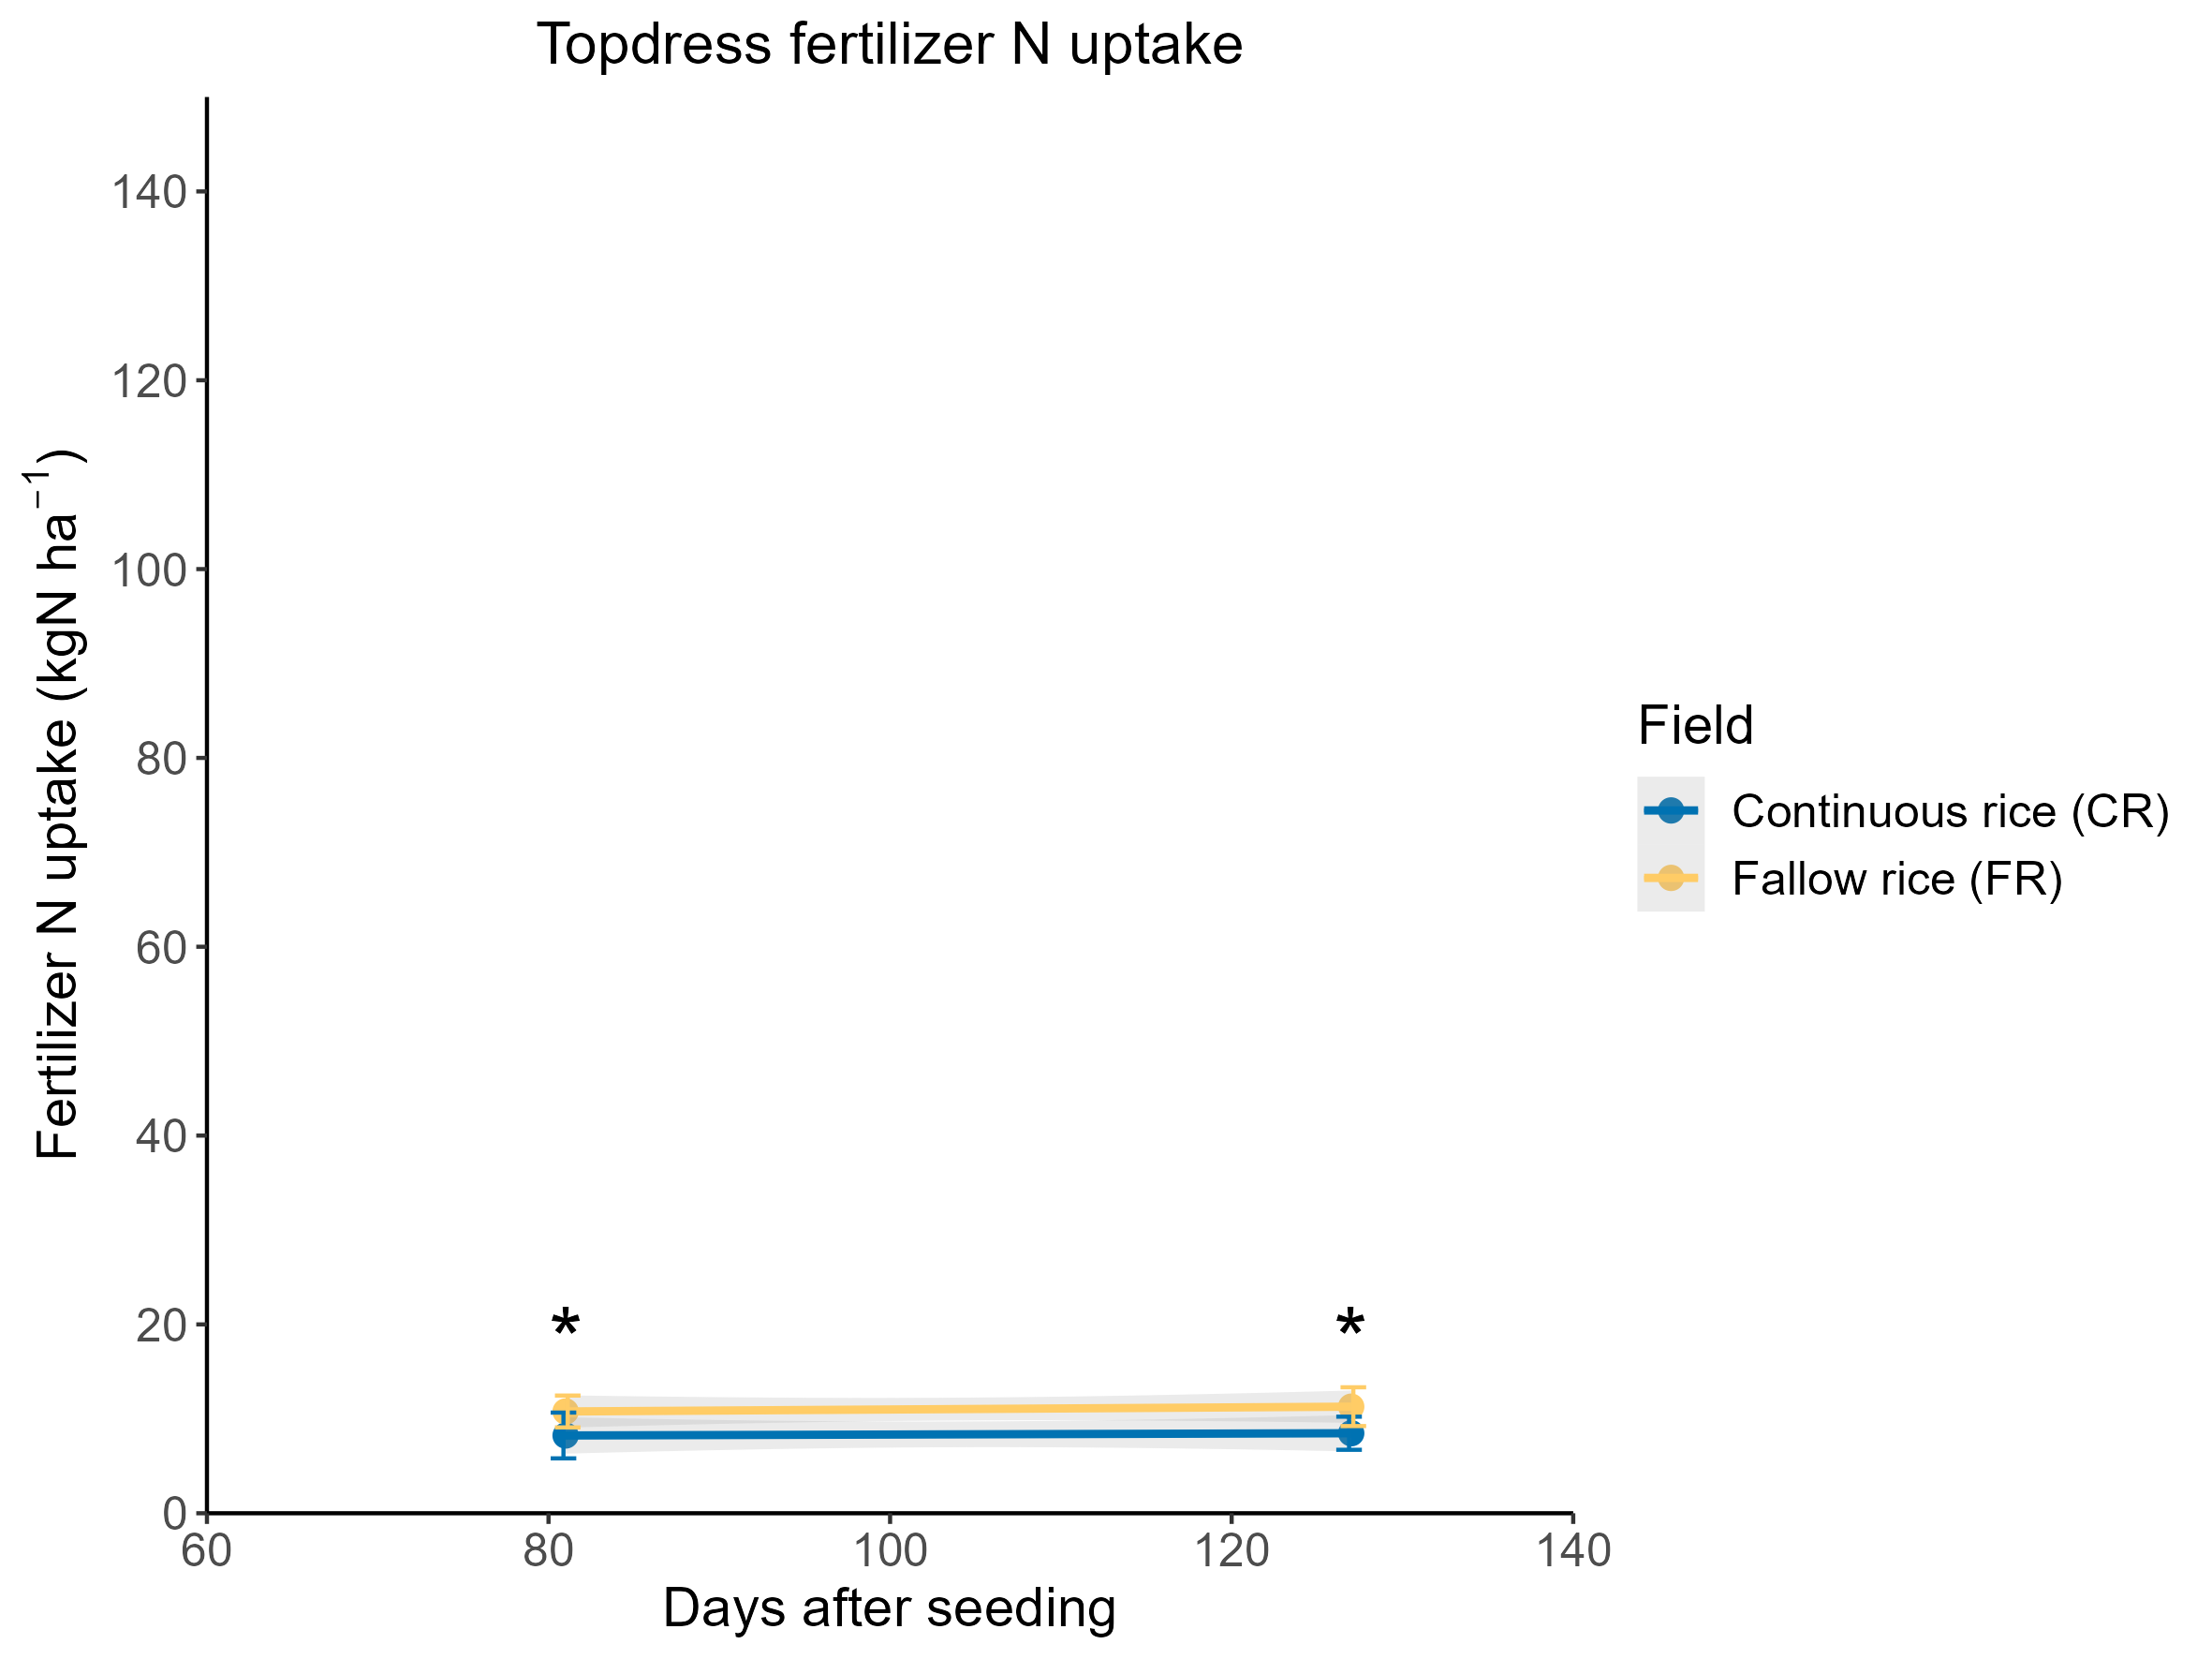 Topdress fertilizer N uptake
Fertilizer N uptake (kgN ha⁻¹)
140
120
100
80
60
40
20
0
* *
60 80 100 120 140
Days after seeding
Field
Continuous rice (CR)
Fallow rice (FR)